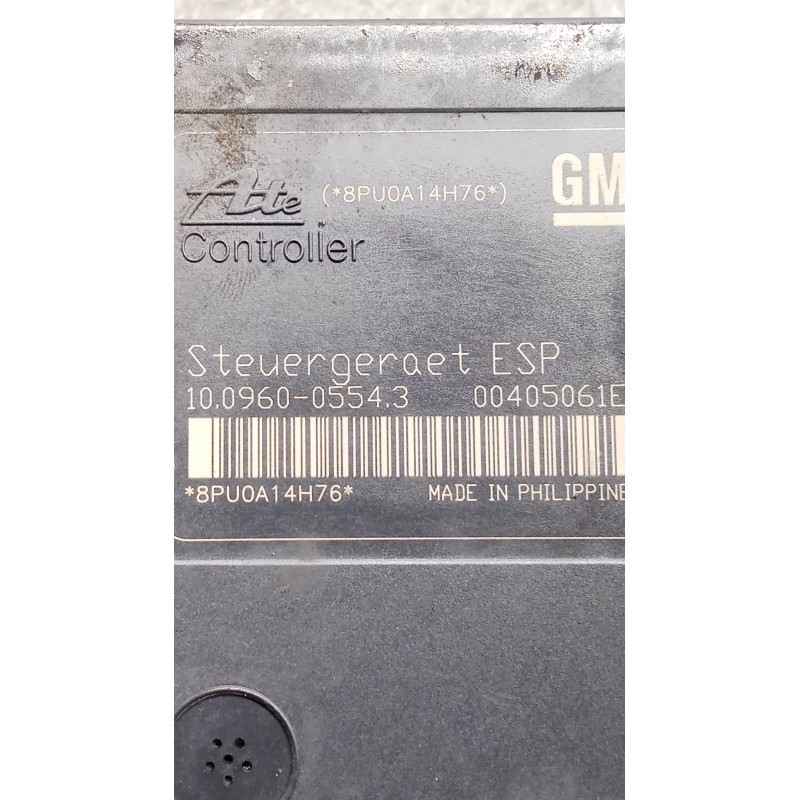 Ate (*8PU0A14H76*) GM
Controller
Steuergeraet ESP
10.0960-0554.3 00405061E
*8PU0A14H76* MADE IN PHILIPPINE